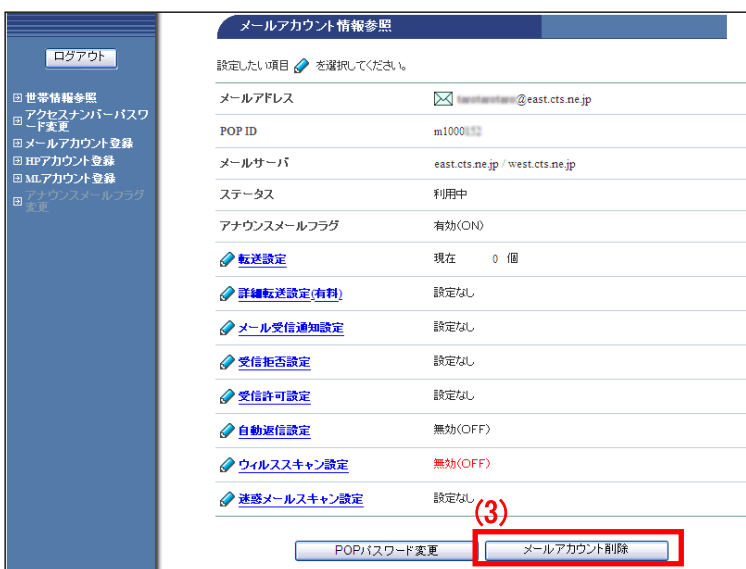 メールアカウント情報参照
ログアウト
世帯情報参照
アクセスナンバーパスワ
ード変更
メールアカウント登録
HPアカウント登録
MLアカウント登録
アナウンスメールフラグ
変更
設定したい項目 を選択してください。
メールアドレス @east.cts.ne.jp
POP ID m1000
メールサーバ east.cts.ne.jp / west.cts.ne.jp
ステータス 利用中
アナウンスメールフラグ 有効(ON)
転送設定 現在 0 個
詳細転送設定(有料) 設定なし
メール受信通知設定 設定なし
受信拒否設定 設定なし
受信許可設定 設定なし
自動返信設定 無効(OFF)
ウィルススキャン設定 無効(OFF)
迷惑メールスキャン設定 設定なし
(3)
POPパスワード変更 メールアカウント削除